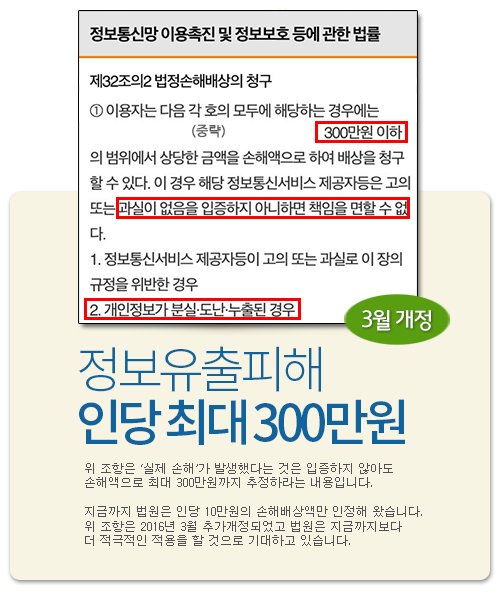 정보통신망 이용촉진 및 정보보호 등에 관한 법률
제32조의2 법정손해배상의 청구
① 이용자는 다음 각 호의 모두에 해당하는 경우에는
(중략) 300만원 이하
의 범위에서 상당한 금액을 손해액으로 하여 배상을 청구
할 수 있다. 이 경우 해당 정보통신서비스 제공자등은 고의
또는 과실이 없음을 입증하지 아니하면 책임을 면할 수 없
다.
1. 정보통신서비스 제공자등이 고의 또는 과실로 이 장의
규정을 위반한 경우
2. 개인정보가 분실·도난·누출된 경우
3월 개정
정보유출피해
인당 최대 300만원
위 조항은 '실제 손해'가 발생했다는 것은 입증하지 않아도
손해액으로 최대 300만원까지 추정하라는 내용입니다.
지금까지 법원은 인당 10만원의 손해배상액만 인정해 왔습니다.
위 조항은 2016년 3월 추가개정되었고 법원은 지금까지보다
더 적극적인 적용을 할 것으로 기대하고 있습니다.